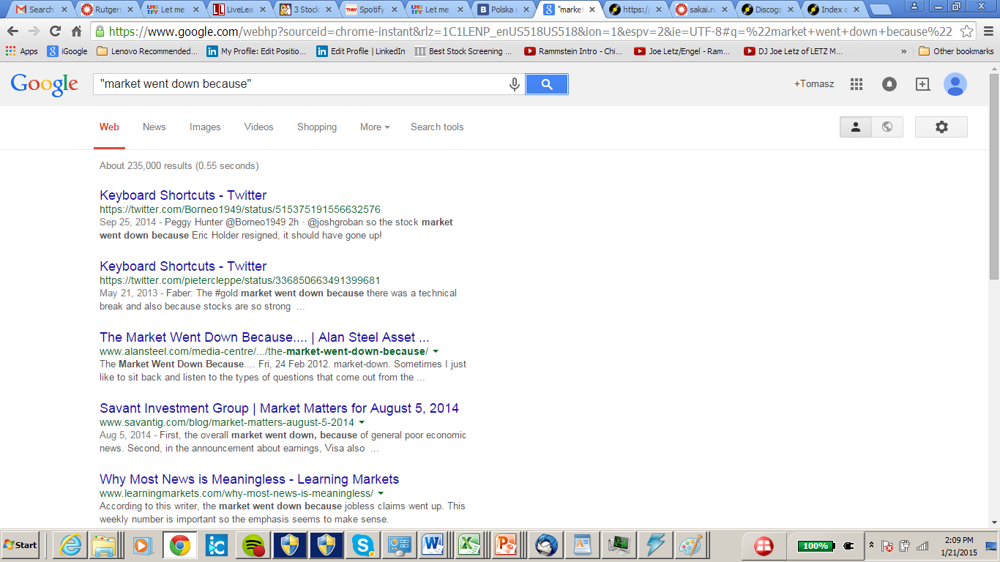 Search
Rutgers
Let me
LiveLea
3 Stock
Spotify
Let me
Polska i
"market
https://
sakai.ru
Discogs
Index o
https://www.google.com/webhp?sourceid=chrome-instant&rlz=1C1LENP_enUS518US518&ion=1&espv=2&ie=UTF-8#q=%22market+went+down+because%22
Apps iGoogle Lenovo Recommended... My Profile: Edit Positio... Edit Profile | LinkedIn Best Stock Screening ... Rammstein Intro - Chi... Joe Letz/Engel - Ram... DJ Joe Letz of LETZ M... » Other bookmarks
Google "market went down because" +Tomasz
Web News Images Videos Shopping More Search tools
About 235,000 results (0.55 seconds)
Keyboard Shortcuts - Twitter
https://twitter.com/Borneo1949/status/515375191556632576
Sep 25, 2014 - Peggy Hunter @Borneo1949 2h · @joshgroban so the stock market
went down because Eric Holder resigned, it should have gone up!
Keyboard Shortcuts - Twitter
https://twitter.com/pietercleppe/status/336850663491399681
May 21, 2013 - Faber: The #gold market went down because there was a technical
break and also because stocks are so strong ...
The Market Went Down Because.... | Alan Steel Asset ...
www.alansteel.com/media-centre/.../the-market-went-down-because/
The Market Went Down Because.... Fri, 24 Feb 2012. market-down. Sometimes I just
like to sit back and listen to the types of questions that come out from the ...
Savant Investment Group | Market Matters for August 5, 2014
www.savantig.com/blog/market-matters-august-5-2014
Aug 5, 2014 - First, the overall market went down, because of general poor economic
news. Second, in the announcement about earnings, Visa also ...
Why Most News is Meaningless - Learning Markets
www.learningmarkets.com/why-most-news-is-meaningless/
According to this writer, the market went down because jobless claims went up. This
weekly number is important so the emphasis seems to make sense.
Start
100%
2:09 PM
1/21/2015